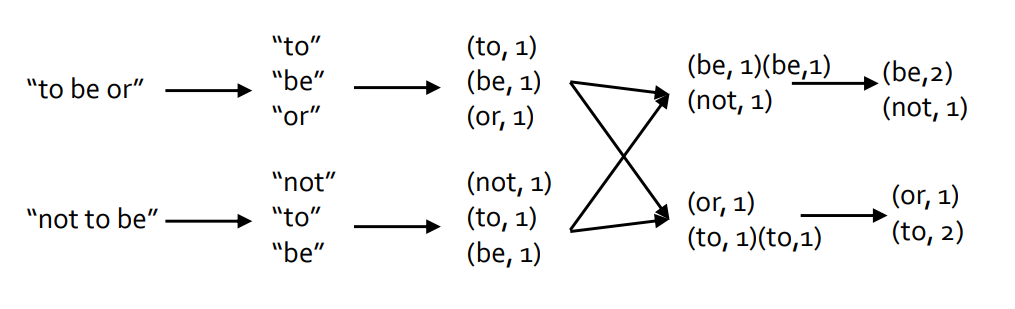 “to be or”
“to”
“be”
“or”
(to, 1)
(be, 1)
(or, 1)
(be, 1)(be,1)
(not, 1)
(be,2)
(not, 1)
“not to be”
“not”
“to”
“be”
(not, 1)
(to, 1)
(be, 1)
(or, 1)
(to, 1)(to,1)
(or, 1)
(to, 2)